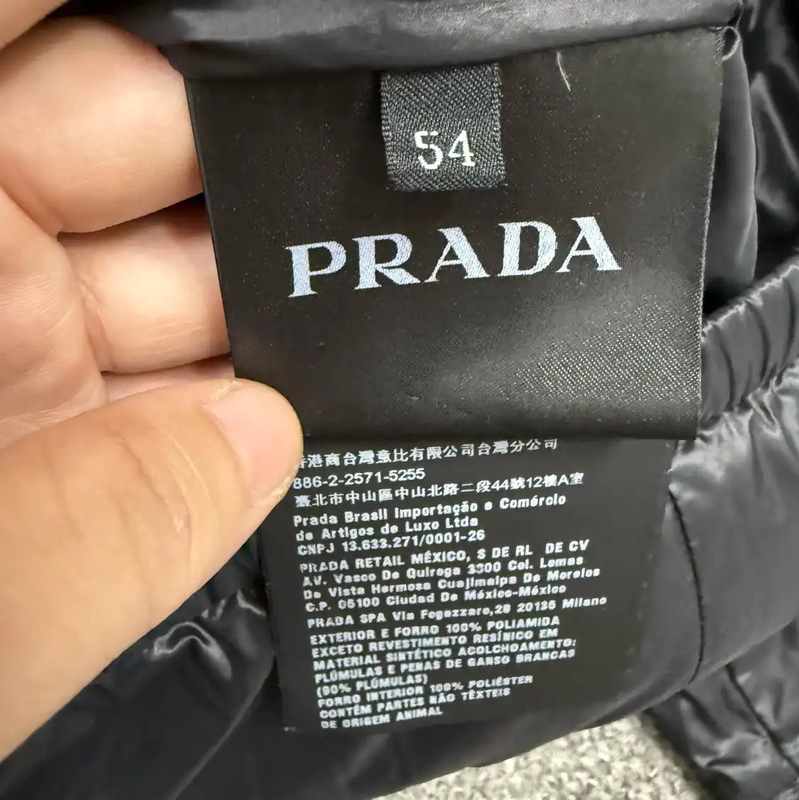 54
PRADA
香港商台灣童比有限公司台灣分公司
886-2-2571-5255
臺北市中山區中山北路二段44號12樓A室
Prada Brasil Importação e Comércio
de Artigos de Luxo Ltda
CNPJ 13.633.271/0001-26
PRADA RETAIL MÉXICO, S DE RL DE CV
AV. Vasco De Quiroga 3300 Col. Lomas
De Vista Hermosa Cuajimalpa De Morelos
C.P. 05100 Ciudad De México-México
PRADA SPA Via Fogazzaro,28 20135 Milano
EXTERIOR E FORRO 100% POLIAMIDA
EXCETO REVESTIMENTO RESÍNICO EM
MATERIAL SINTÉTICO ACOLCHOAMENTO:
PLÚMULAS E PENAS DE GANSO BRANCAS
(90% PLÚMULAS)
FORRO INTERIOR 100% POLIÉSTER
CONTÊM PARTES NÃO TÊXTEIS
DE ORIGEM ANIMAL